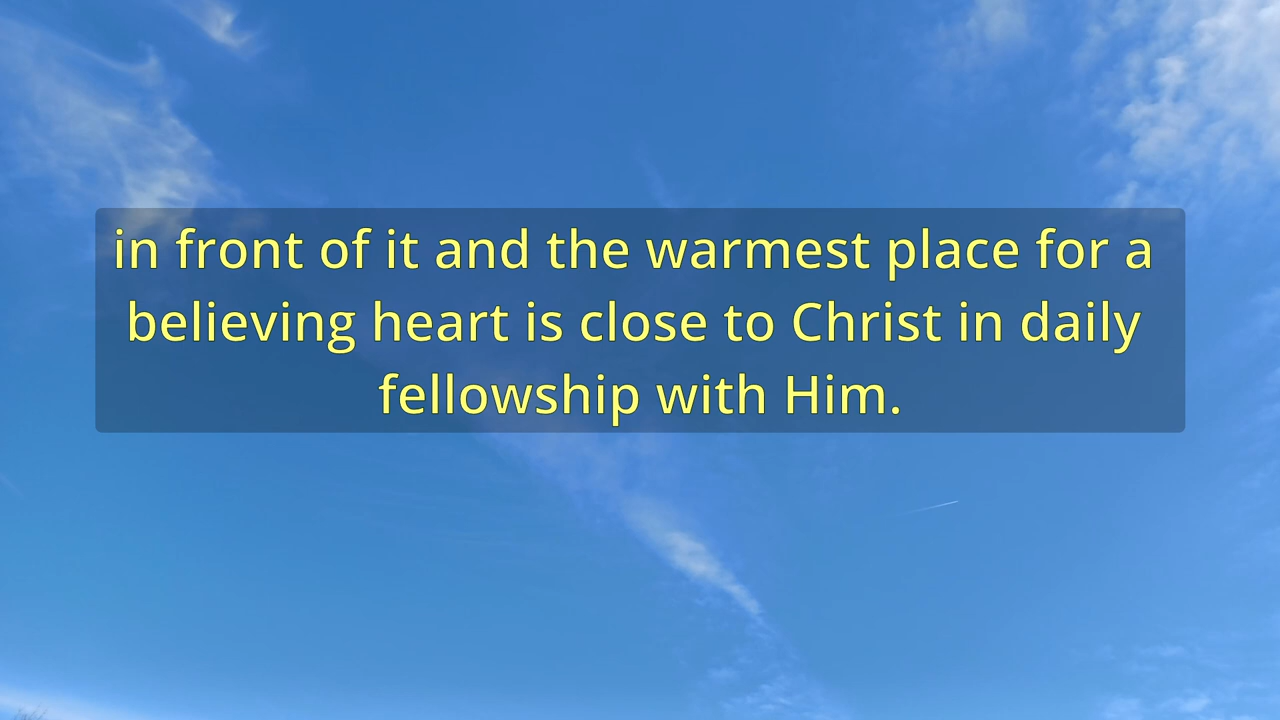 in front of it and the warmest place for a
believing heart is close to Christ in daily
fellowship with Him.